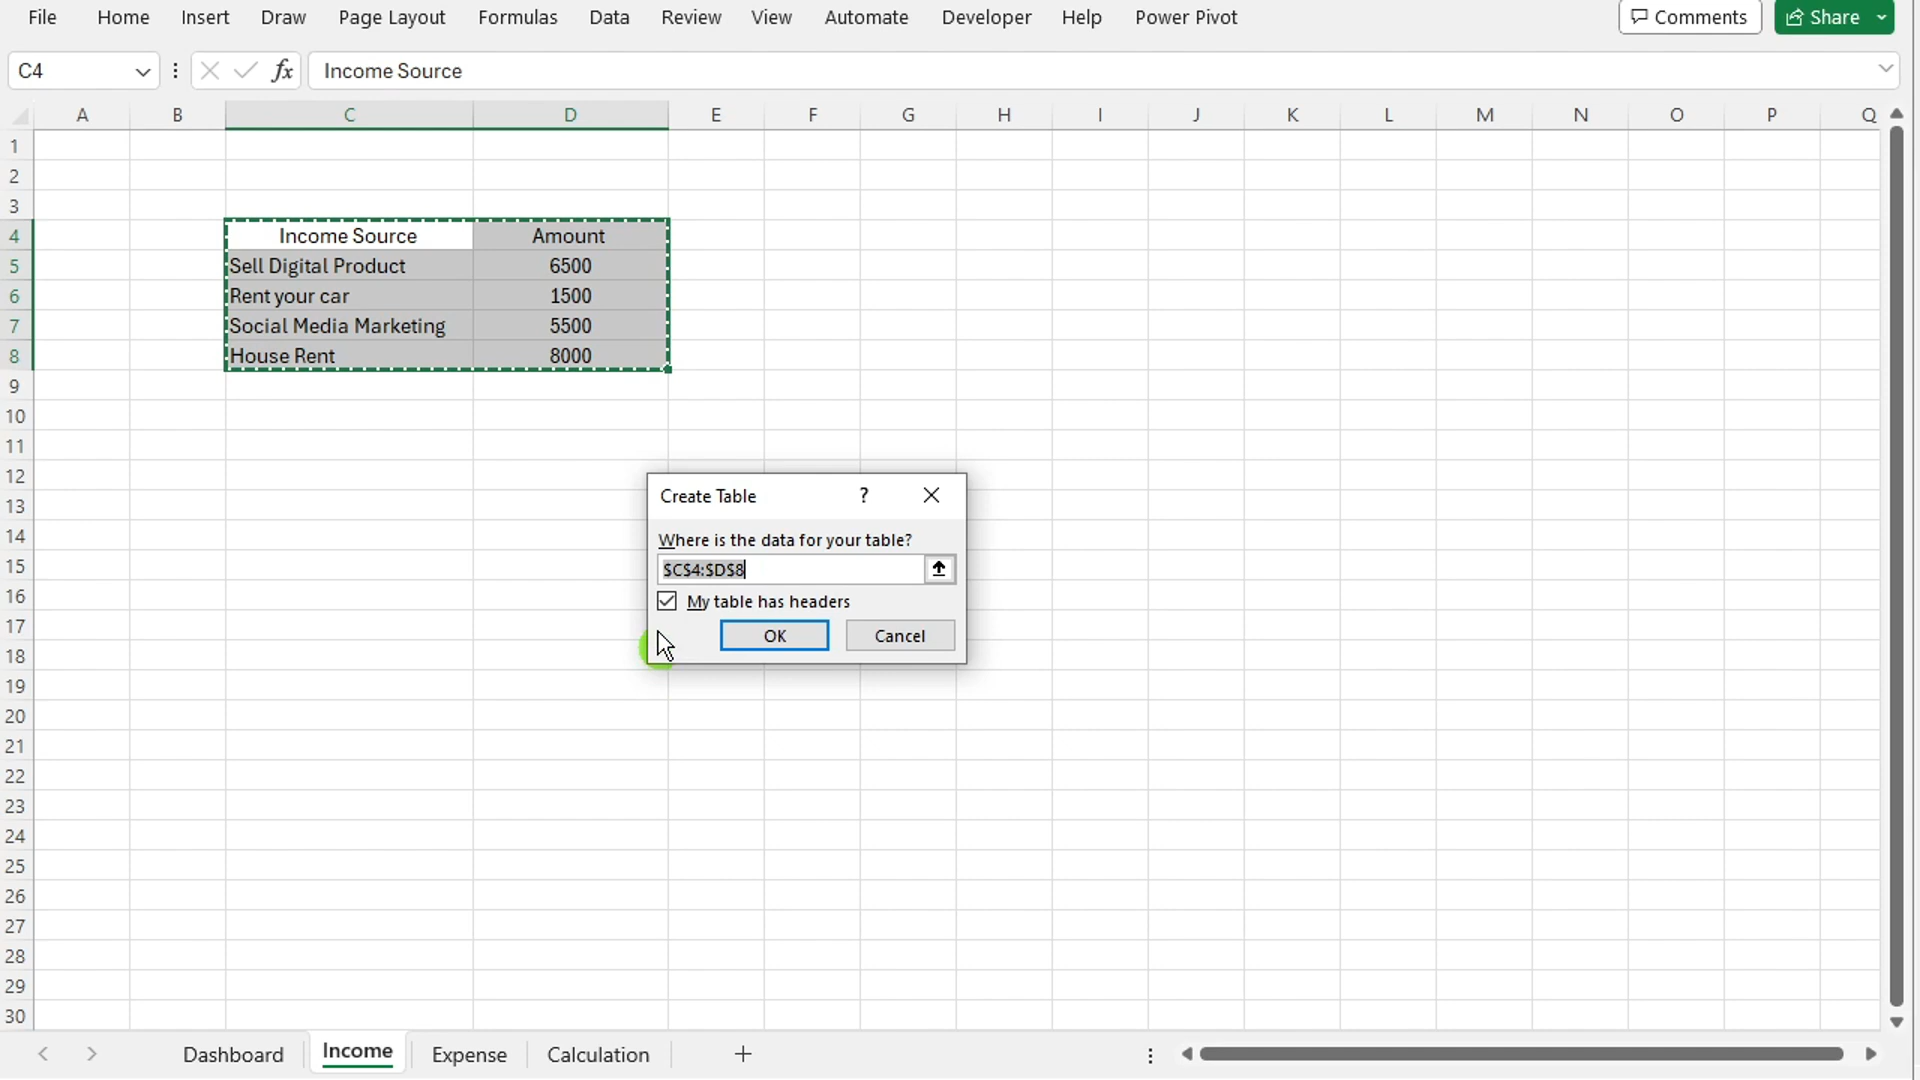 File Home Insert Draw Page Layout Formulas Data Review View Automate Developer Help Power Pivot Comments Share
C4 fx Income Source
A B C D E F G H I J K L M N O P Q
1
2
3
4 Income Source Amount
5 Sell Digital Product 6500
6 Rent your car 1500
7 Social Media Marketing 5500
8 House Rent 8000
9
10
11
12
13
14
15
16
17
18
19
20
21
22
23
24
25
26
27
28
29
30
Create Table ?
Where is the data for your table?
$C$4:$D$8
My table has headers
OK Cancel
Dashboard Income Expense Calculation